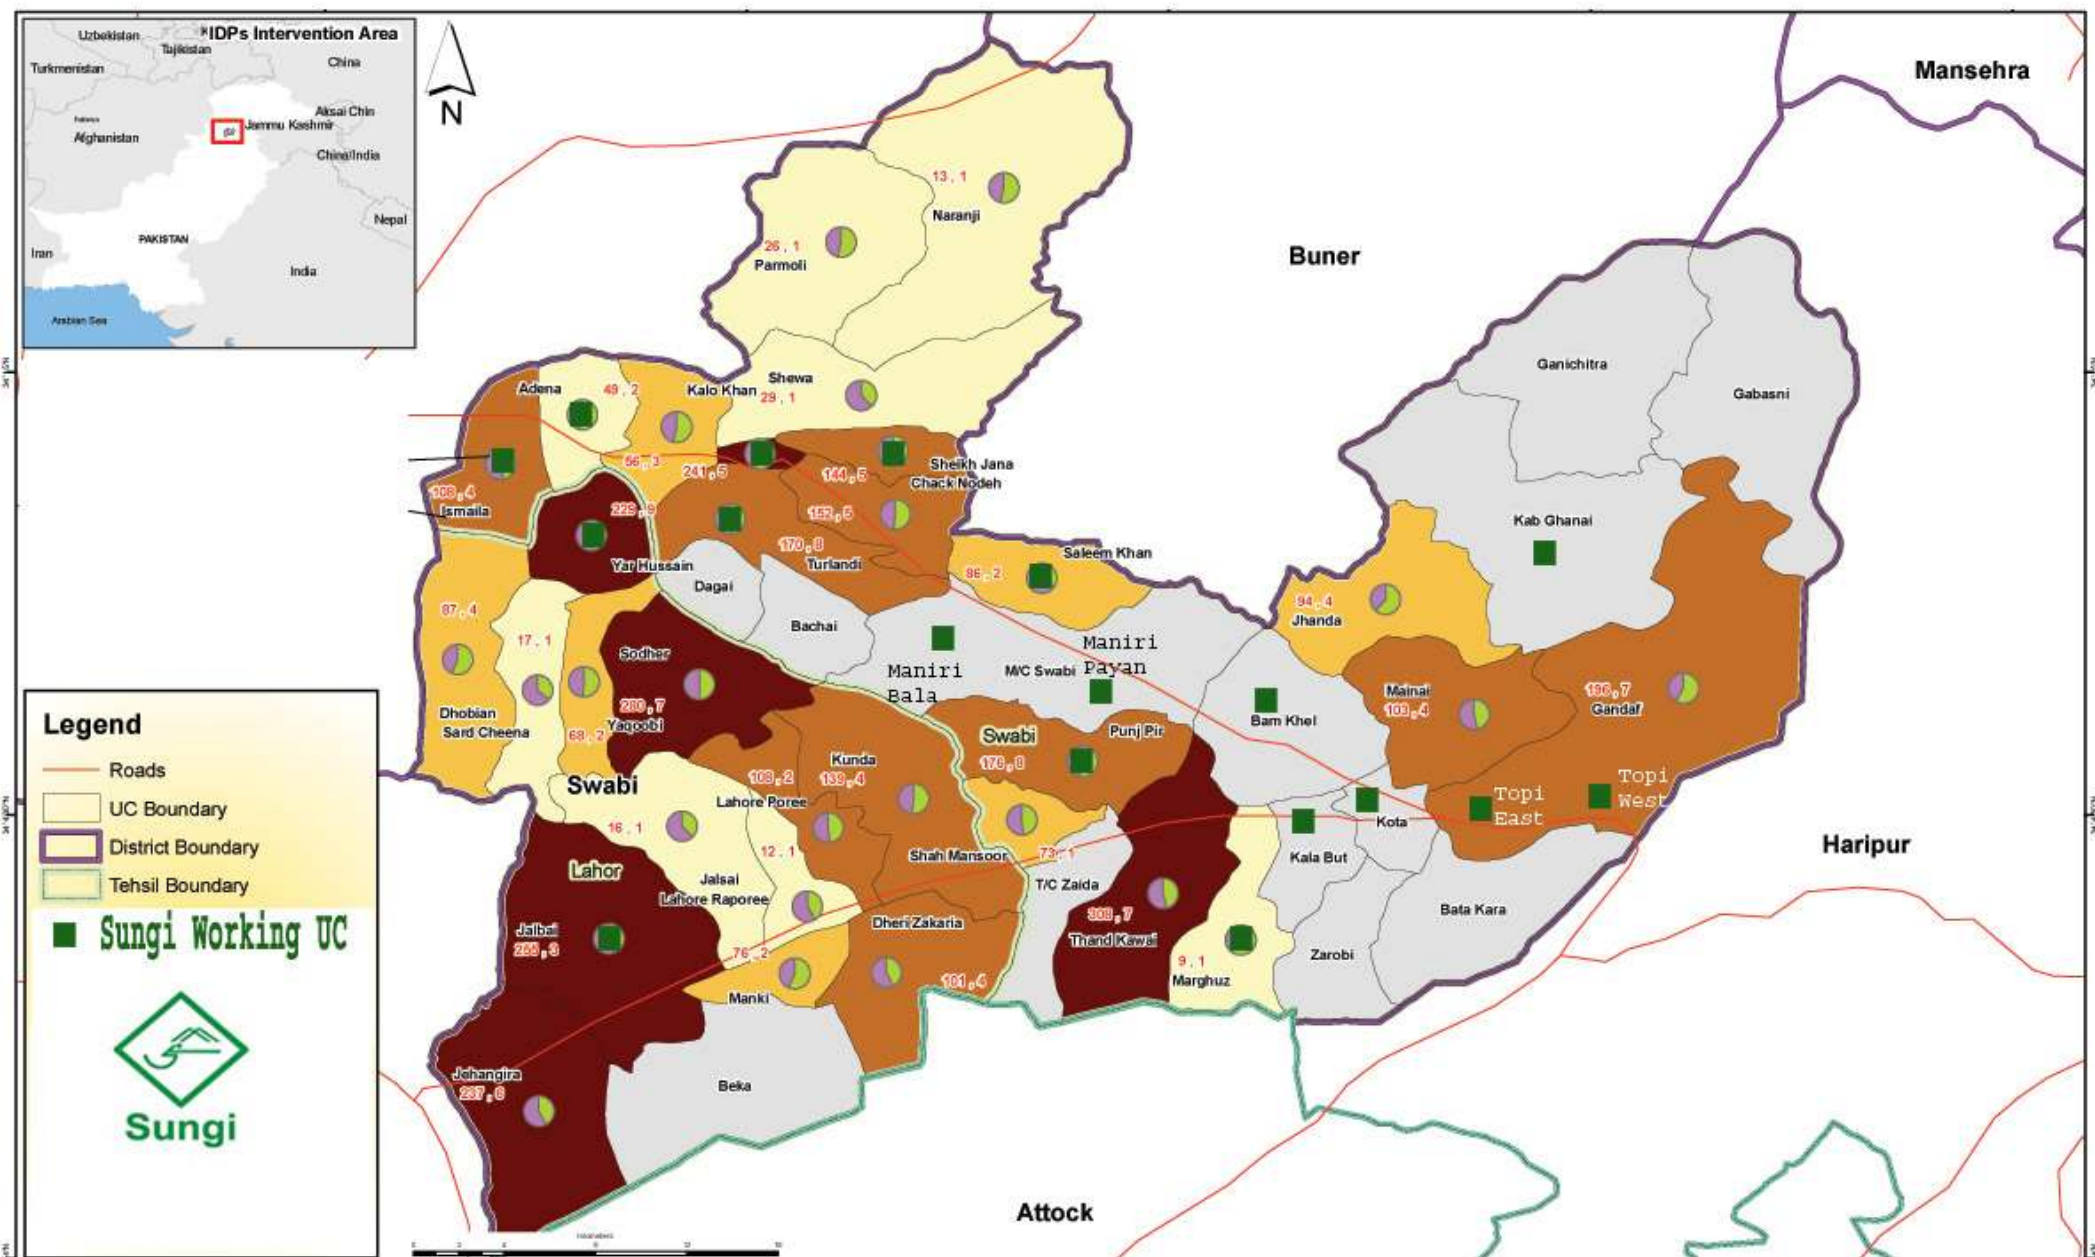 *IDPs Intervention Area
Uzbekistan
Tajikistan
China
Turkmenistan
Aksai Chin
Jammu Kashmir
Afghanistan
China/India
Nepal
PAKISTAN
Iran
India
Arabian Sea
N
Mansehra
Buner
Haripur
Attock
13 , 1
Naranji
26 , 1
Parmoli
Shewa
29 , 1
Adena
49 , 2
Kalo Khan
56 , 3
241, 5
144, 5
Sheikh Jana
Chack Nodeh
108 , 4
Ismaila
229, 9
152, 5
170, 8
Turlandi
Yar Hussain
Dagai
Bachai
Saleem Khan
86 , 2
Ganichitra
Gabasni
Kab Ghanai
94 , 4
Jhanda
87 , 4
17 , 1
Sodher
280, 7
Yaqoobi
68 , 2
Dhobian
Sard Cheena
Maniri
Bala
M/C Swabi
Maniri
Payan
Bam Khel
Mainai
103, 4
196, 7
Gandaf
Swabi
176, 8
Punj Pir
Kunda
139, 4
108, 2
Lahore Poree
Swabi
16 , 1
12 , 1
Shah Mansoor
73 , 1
T/C Zaida
Topi
East
Topi
West
Kota
Kala But
Bata Kara
Zarobi
Lahor
Jalsai
Lahore Raporee
Jalbai
255, 3
Dheri Zakaria
308, 7
Thand Kawai
9 , 1
Marghuz
76 , 2
Manki
101, 4
Jehangira
237, 6
Beka
Legend
Roads
UC Boundary
District Boundary
Tehsil Boundary
Sungi Working UC
Sungi